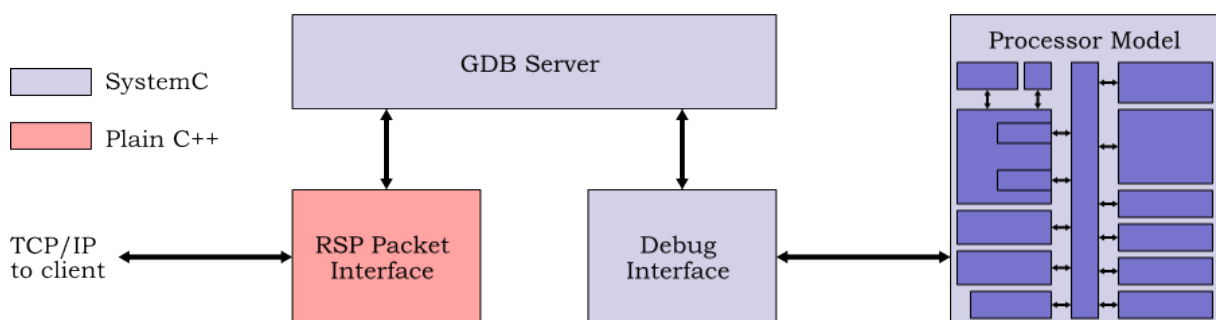 GDB Server
Processor Model
SystemC
Plain C++
TCP/IP
to client
RSP Packet
Interface
Debug
Interface